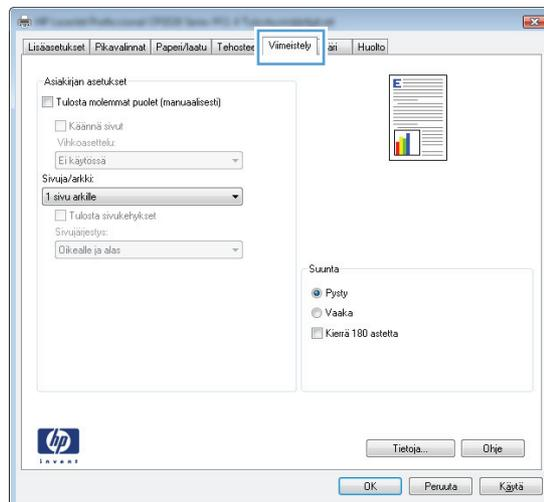 Lisäasetukset Pikavalinnat Paperi/laatu Viimeistely Huolto
Asiakirjan asetukset
Tulosta molemmat puolet (manuaalisesti)
Käännä sivut
Vihkoasettelu:
Ei käytössä
Sivuja/arkki:
1 sivu arkille
Tulosta sivukehykset
Sivujärjestys:
Oikealle ja alas
E
Suunta
Pysty
Vaaka
Kierrä 180 astetta
hp
invent
Tietoja... Ohje
OK Peruuta Käytä